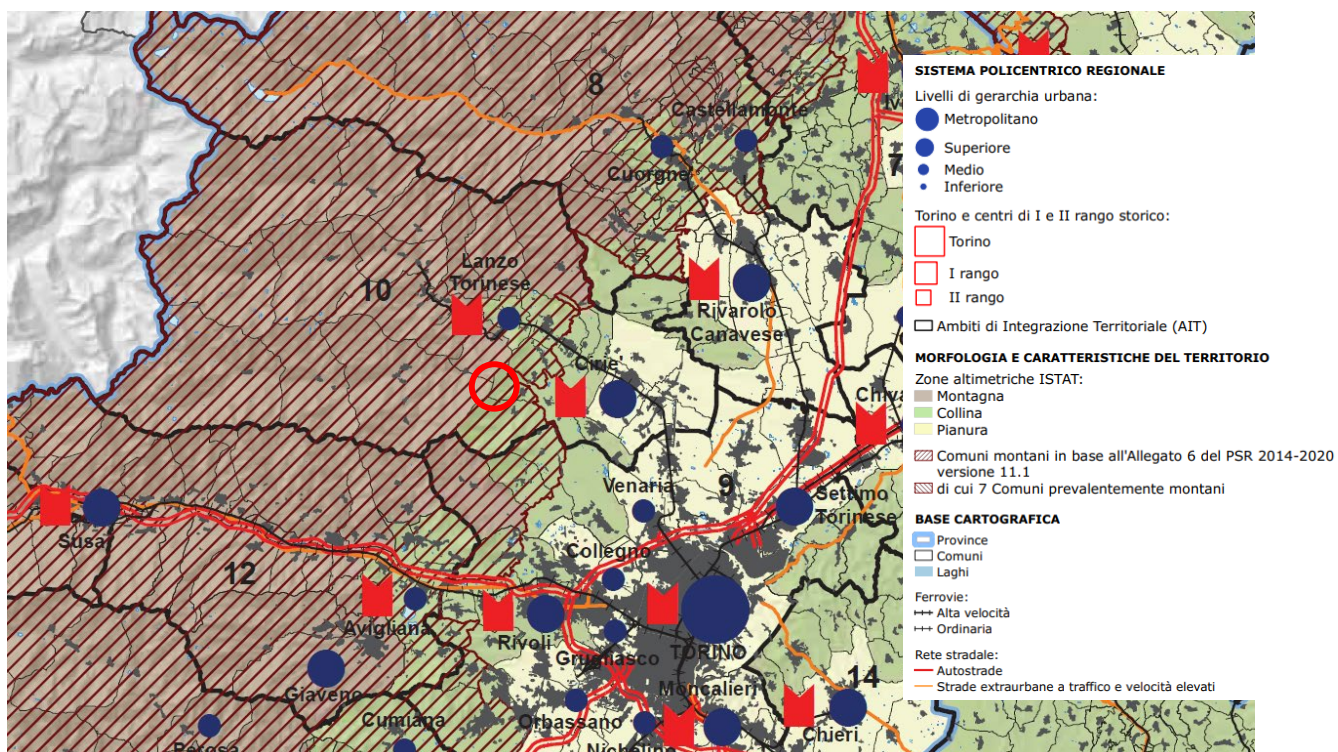 8
Castellamonte
Cuorgnè
7
Lanzo
Torinese
10
Rivarolo
Canavese
Ciriè
Venaria
9
Settimo
Torinese
Susa
Collegno
12
Avigliana
Rivoli
Grugliasco
TORINO
Giaveno
Moncalieri
14
Cumiana
Orbassano
Chieri
SISTEMA POLICENTRICO REGIONALE
Livelli di gerarchia urbana:
Metropolitano
Superiore
Medio
Inferiore
Torino e centri di I e II rango storico:
Torino
I rango
II rango
Ambiti di Integrazione Territoriale (AIT)
MORFOLOGIA E CARATTERISTICHE DEL TERRITORIO
Zone altimetriche ISTAT:
Montagna
Collina
Pianura
Comuni montani in base all'Allegato 6 del PSR 2014-2020
versione 11.1
di cui 7 Comuni prevalentemente montani
BASE CARTOGRAFICA
Province
Comuni
Laghi
Ferrovie:
Alta velocità
Ordinaria
Rete stradale:
Autostrade
Strade extraurbane a traffico e velocità elevati